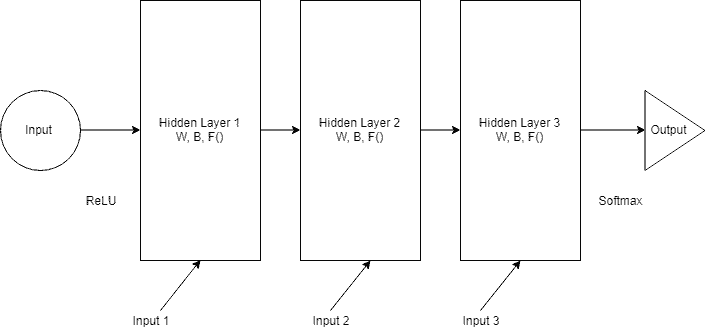 Input
Hidden Layer 1
W, B, F()
Hidden Layer 2
W, B, F()
Hidden Layer 3
W, B, F()
Output
ReLU
Softmax
Input 1
Input 2
Input 3